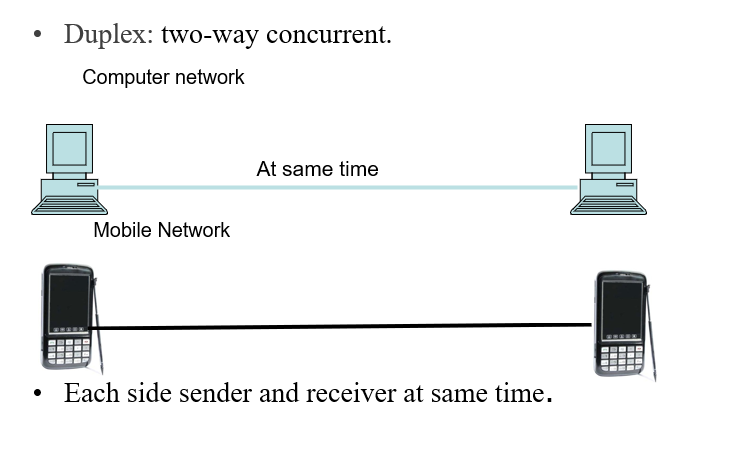 • Duplex: two-way concurrent.
Computer network
At same time
Mobile Network
• Each side sender and receiver at same time.